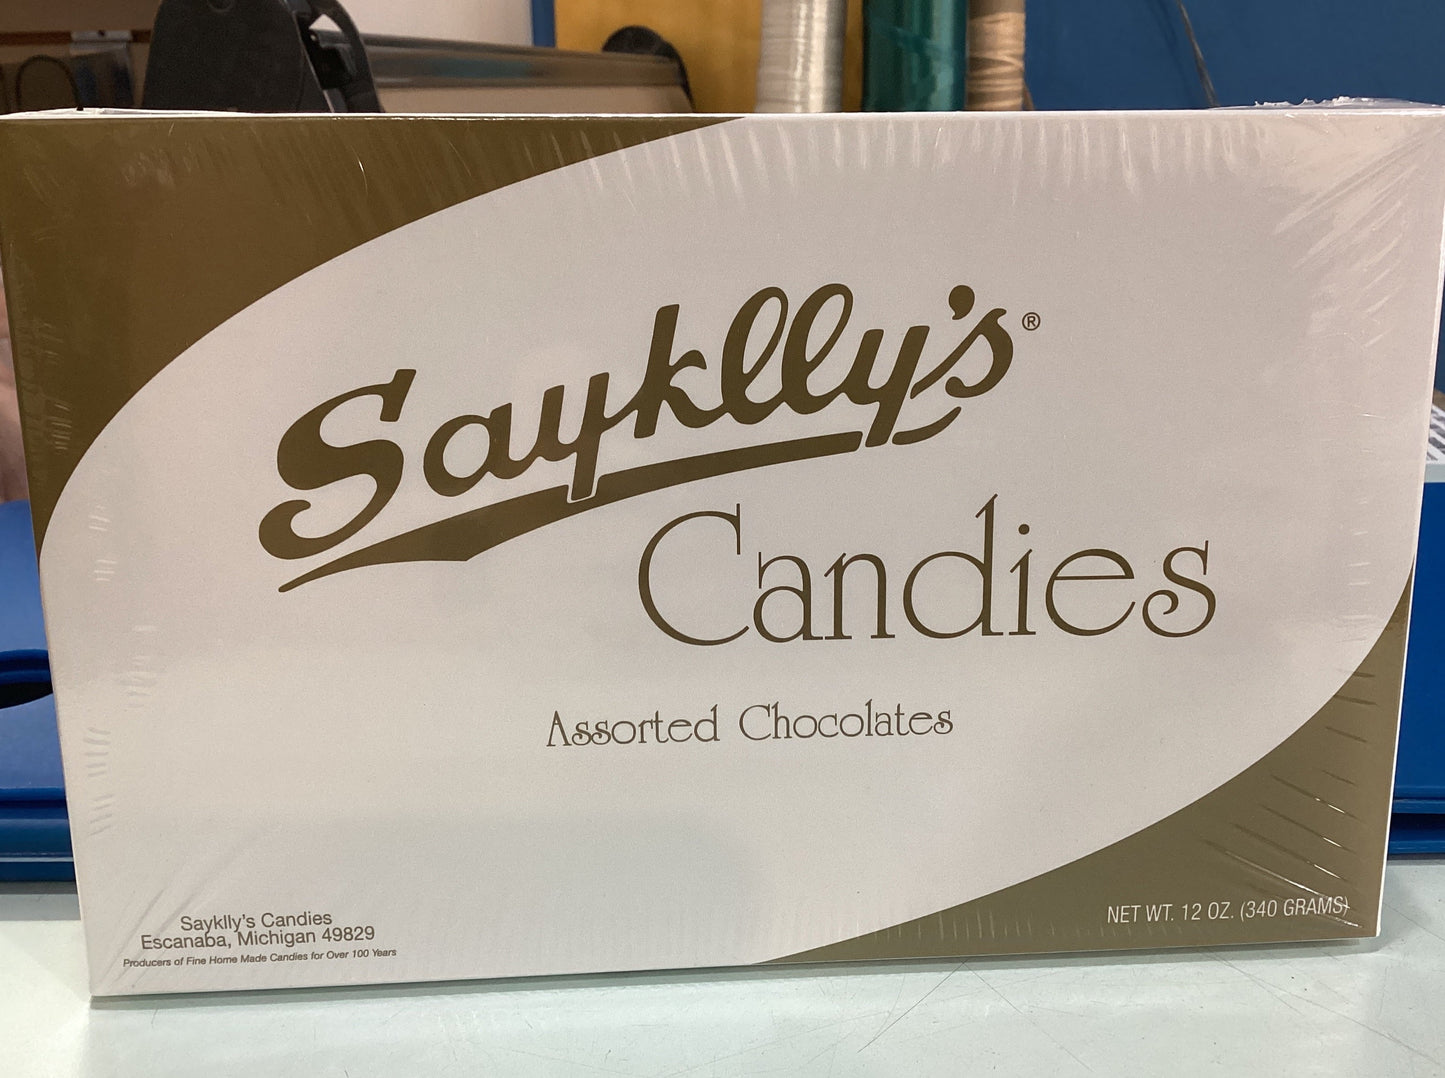 Sayklly's®
Candies
Assorted Chocolates
Sayklly's Candies
Escanaba, Michigan 49829
Producers of Fine Home Made Candies for Over 100 Years
NET WT. 12 OZ. (340 GRAMS)